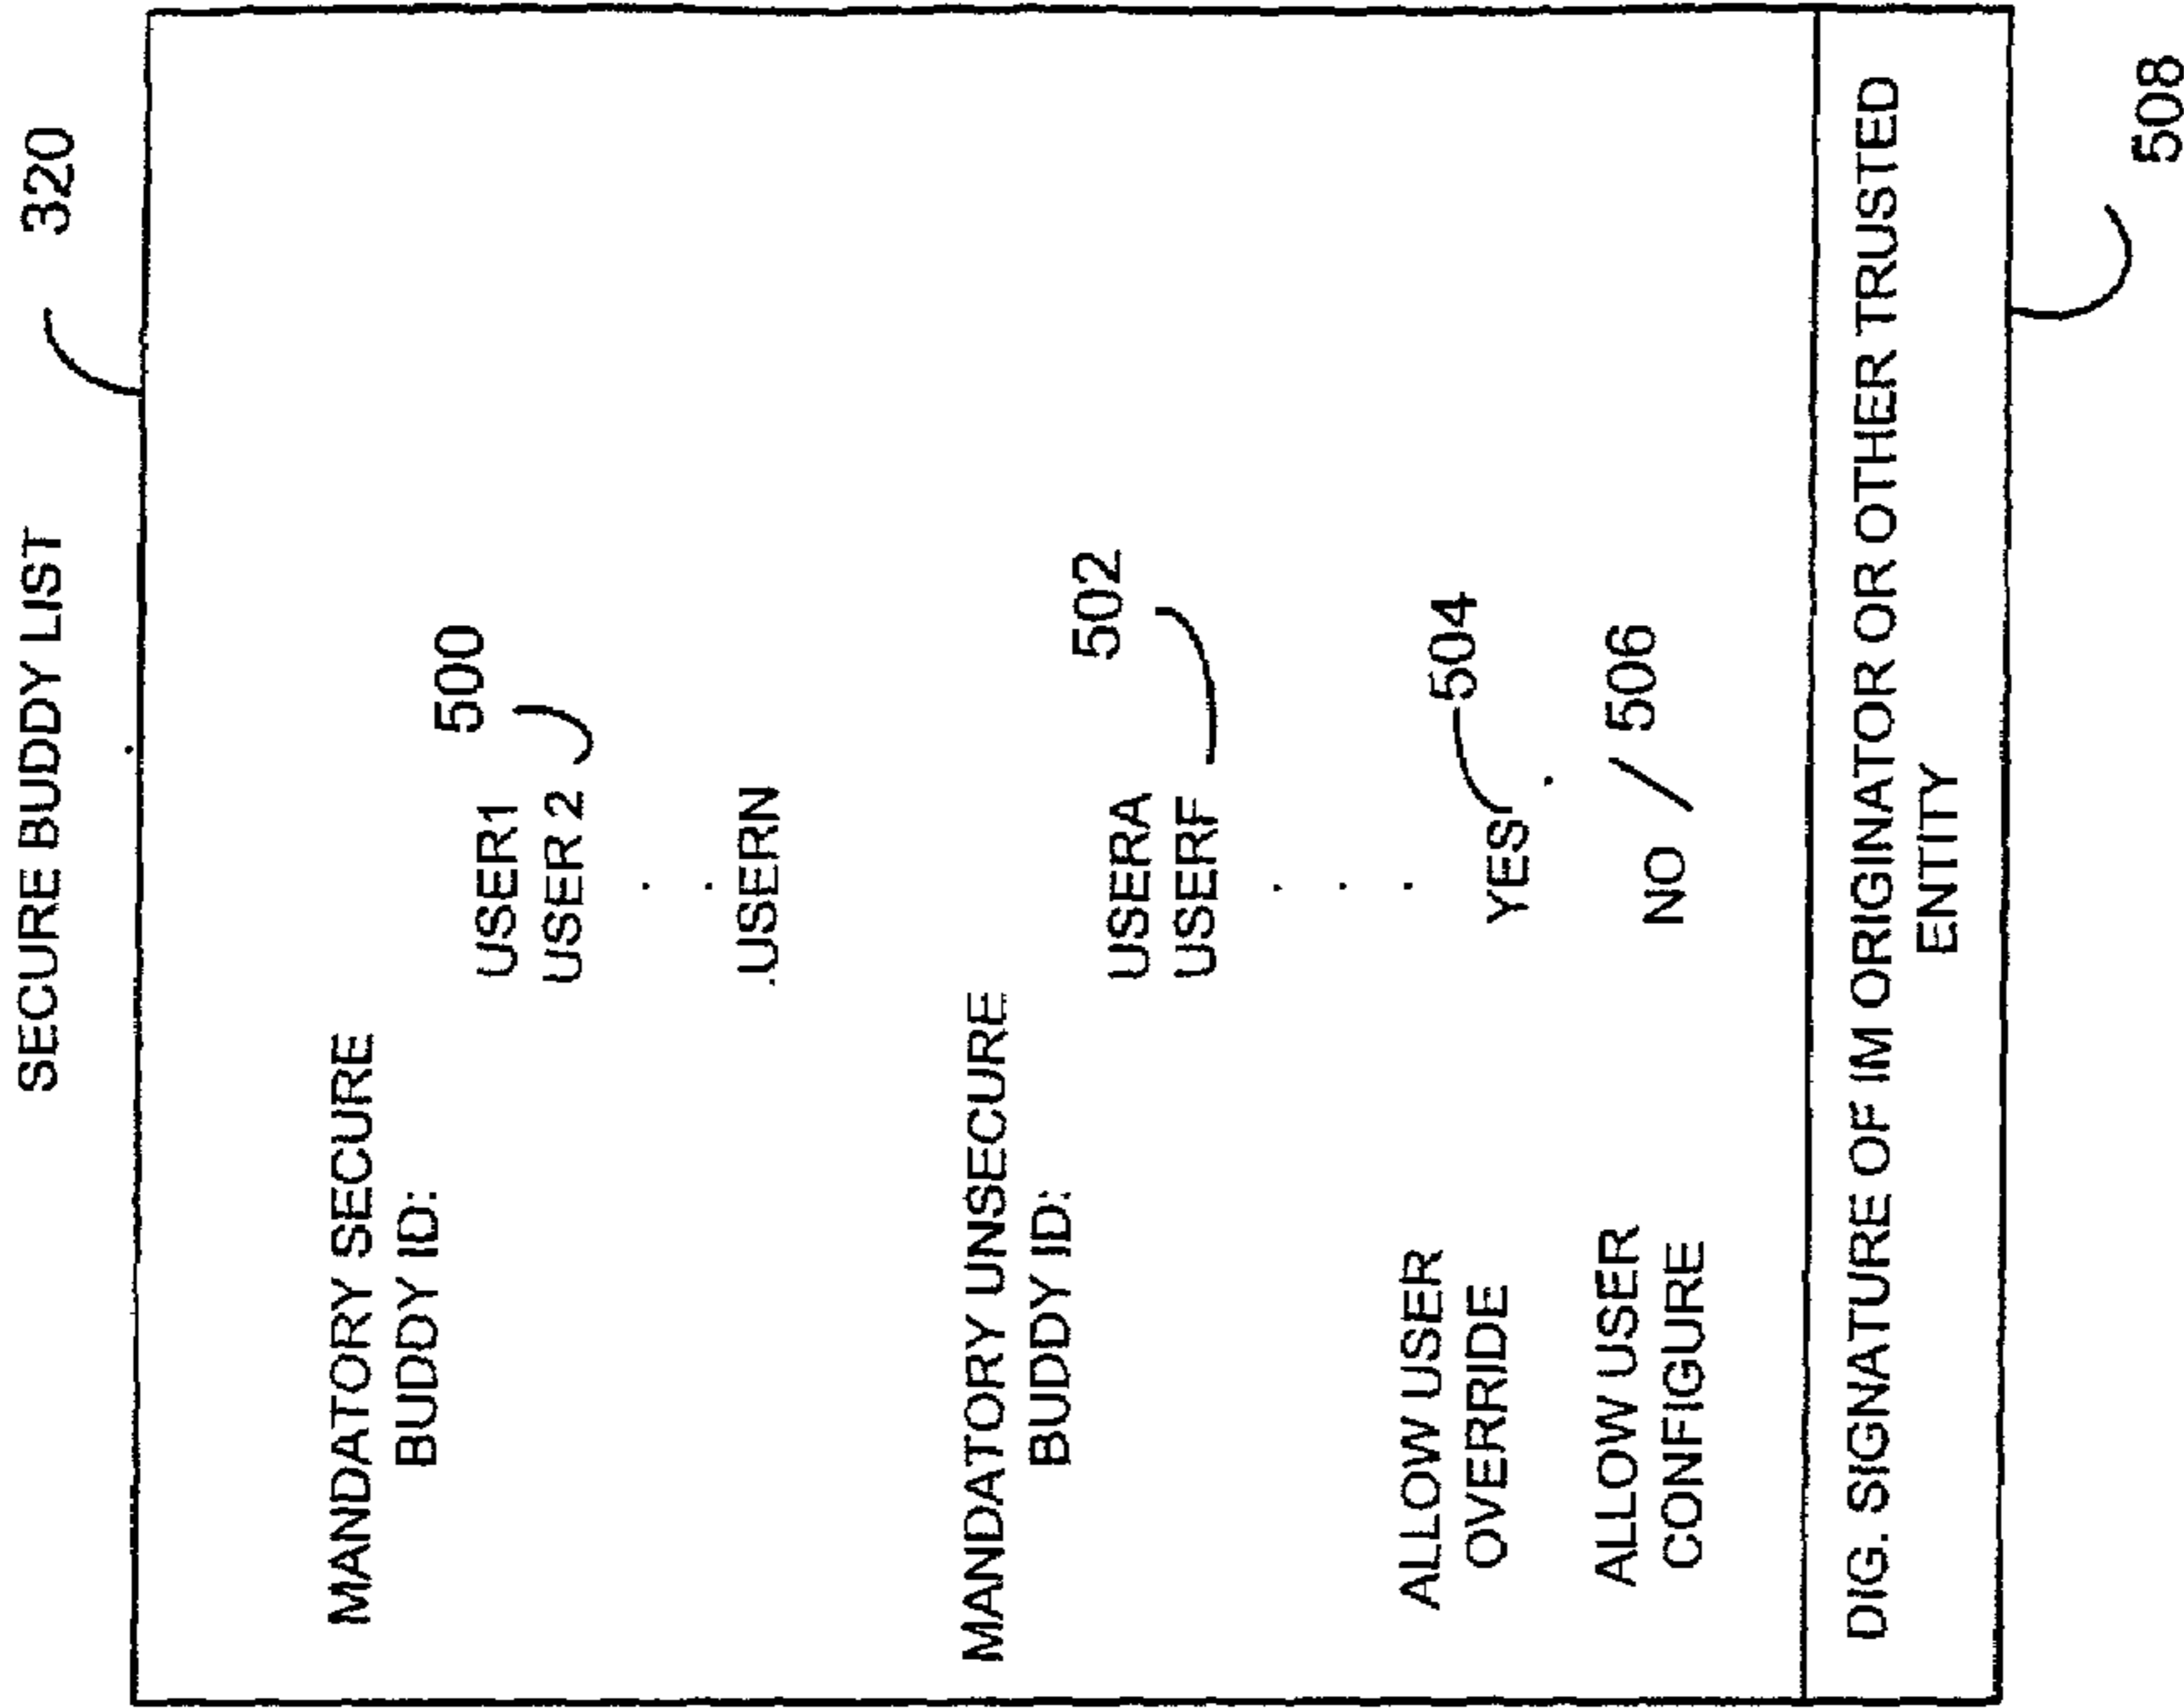 SECURE BUDDY LIST
320
MANDATORY SECURE
BUDDY ID:
500
USER1
USER 2
USERN
MANDATORY UNSECURE
BUDDY ID:
502
USERA
USERF
ALLOW USER
OVERRIDE
504
YES
ALLOW USER
CONFIGURE
506
NO
DIG. SIGNATURE OF IM ORIGINATOR OR OTHER TRUSTED
ENTITY
508